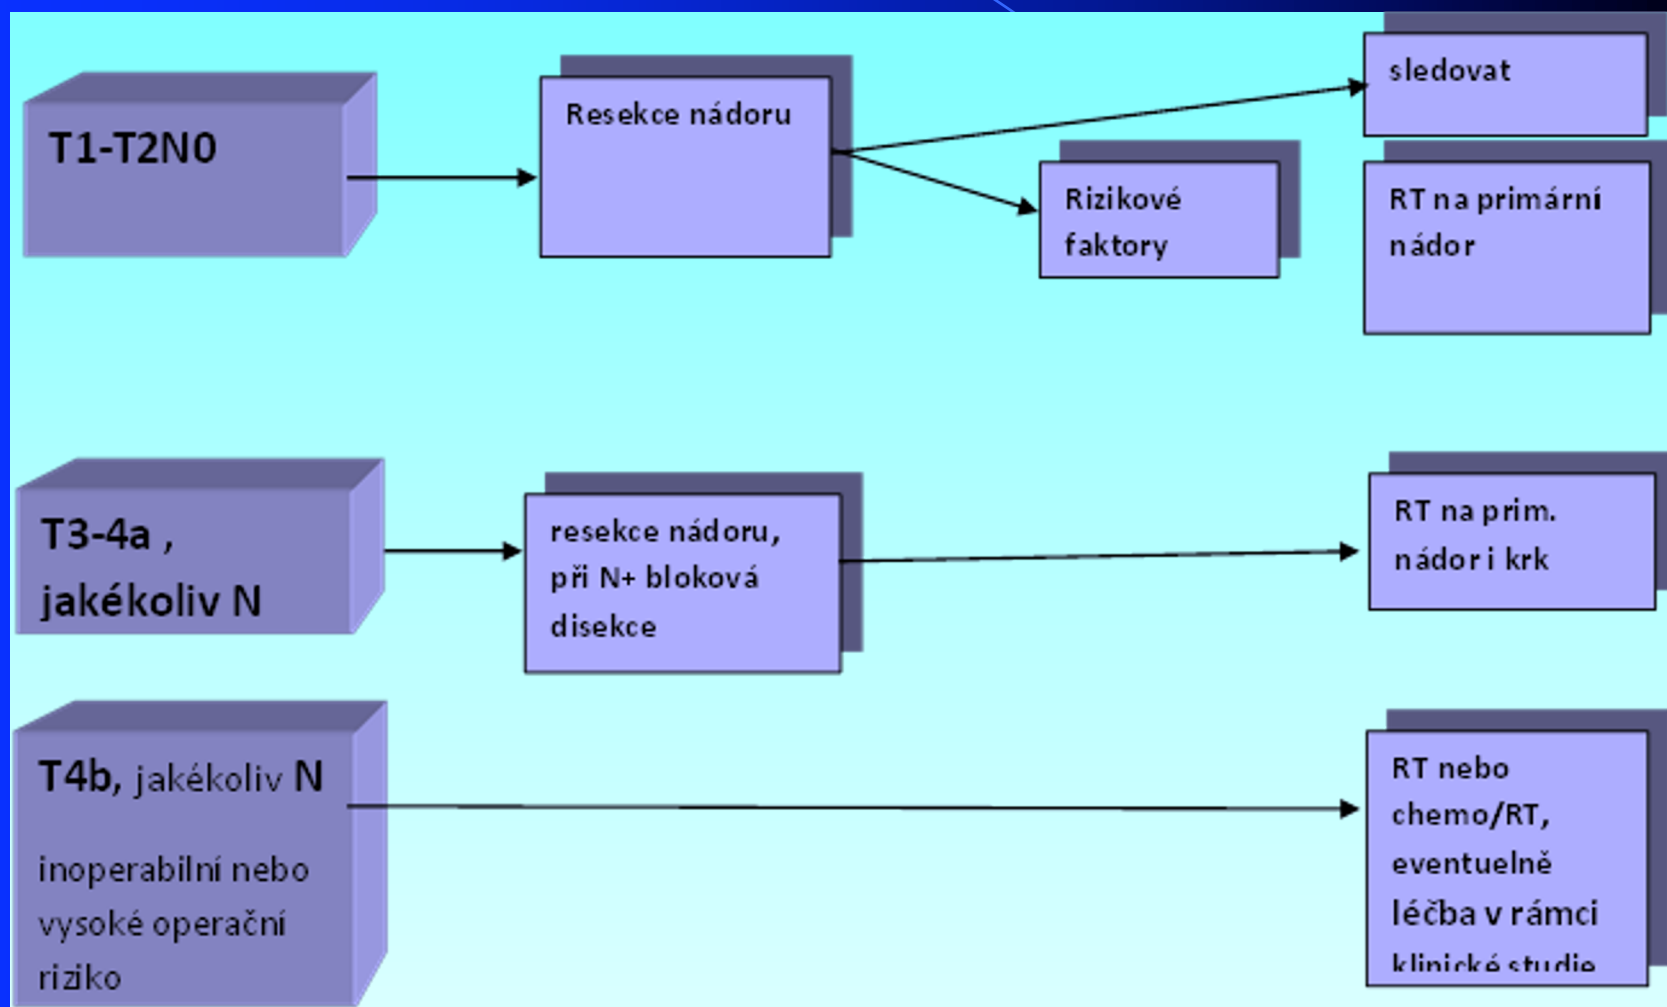 T1-T2N0
Resekce nádoru
sledovat
Rizikové
faktory
RT na primární
nádor
T3-4a ,
jakékoliv N
resekce nádoru,
při N+ bloková
disekce
RT na prim.
nádor i krk
T4b, jakékoliv N
inoperabilní nebo
vysoké operační
riziko
RT nebo
chemo/RT,
eventuelně
léčba v rámci
klinické studie